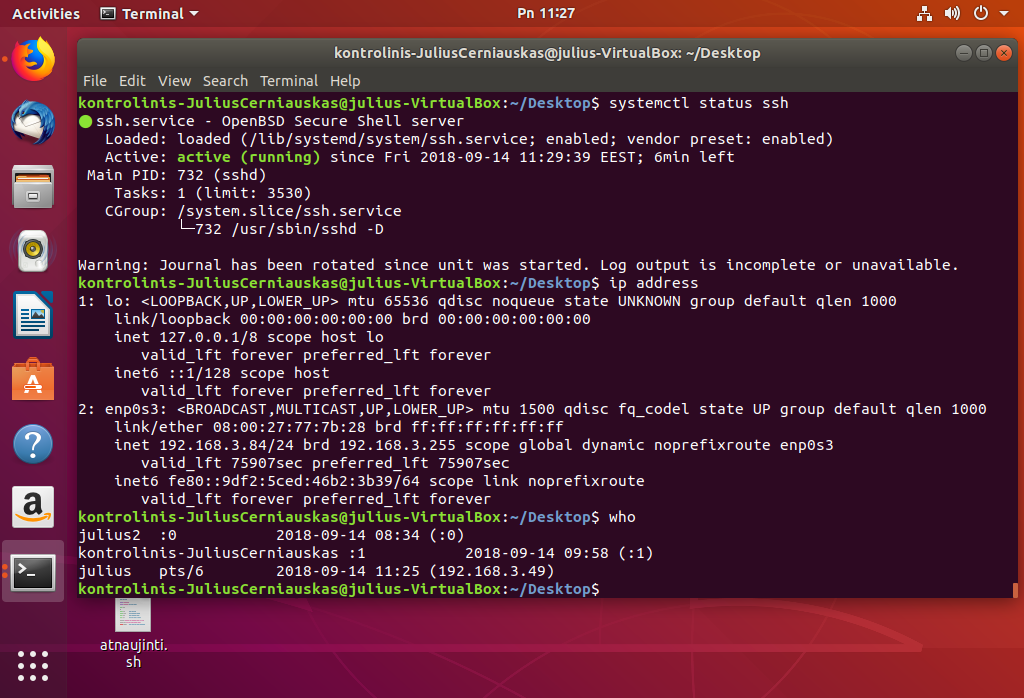 Activities Terminal Pn 11:27
kontrolinis-JuliusCerniauskas@julius-VirtualBox: ~/Desktop
File Edit View Search Terminal Help
kontrolinis-JuliusCerniauskas@julius-VirtualBox:~/Desktop$ systemctl status ssh
● ssh.service - OpenBSD Secure Shell server
   Loaded: loaded (/lib/systemd/system/ssh.service; enabled; vendor preset: enabled)
   Active: active (running) since Fri 2018-09-14 11:29:39 EEST; 6min left
 Main PID: 732 (sshd)
    Tasks: 1 (limit: 3530)
   CGroup: /system.slice/ssh.service
           └─732 /usr/sbin/sshd -D
Warning: Journal has been rotated since unit was started. Log output is incomplete or unavailable.
kontrolinis-JuliusCerniauskas@julius-VirtualBox:~/Desktop$ ip address
1: lo: <LOOPBACK,UP,LOWER_UP> mtu 65536 qdisc noqueue state UNKNOWN group default qlen 1000
    link/loopback 00:00:00:00:00:00 brd 00:00:00:00:00:00
    inet 127.0.0.1/8 scope host lo
       valid_lft forever preferred_lft forever
    inet6 ::1/128 scope host
       valid_lft forever preferred_lft forever
2: enp0s3: <BROADCAST,MULTICAST,UP,LOWER_UP> mtu 1500 qdisc fq_codel state UP group default qlen 1000
    link/ether 08:00:27:77:7b:28 brd ff:ff:ff:ff:ff:ff
    inet 192.168.3.84/24 brd 192.168.3.255 scope global dynamic noprefixroute enp0s3
       valid_lft 75907sec preferred_lft 75907sec
    inet6 fe80::9df2:5ced:46b2:3b39/64 scope link noprefixroute
       valid_lft forever preferred_lft forever
kontrolinis-JuliusCerniauskas@julius-VirtualBox:~/Desktop$ who
julius2  :0           2018-09-14 08:34 (:0)
kontrolinis-JuliusCerniauskas :1           2018-09-14 09:58 (:1)
julius   pts/6        2018-09-14 11:25 (192.168.3.49)
kontrolinis-JuliusCerniauskas@julius-VirtualBox:~/Desktop$
atnaujinti.
sh